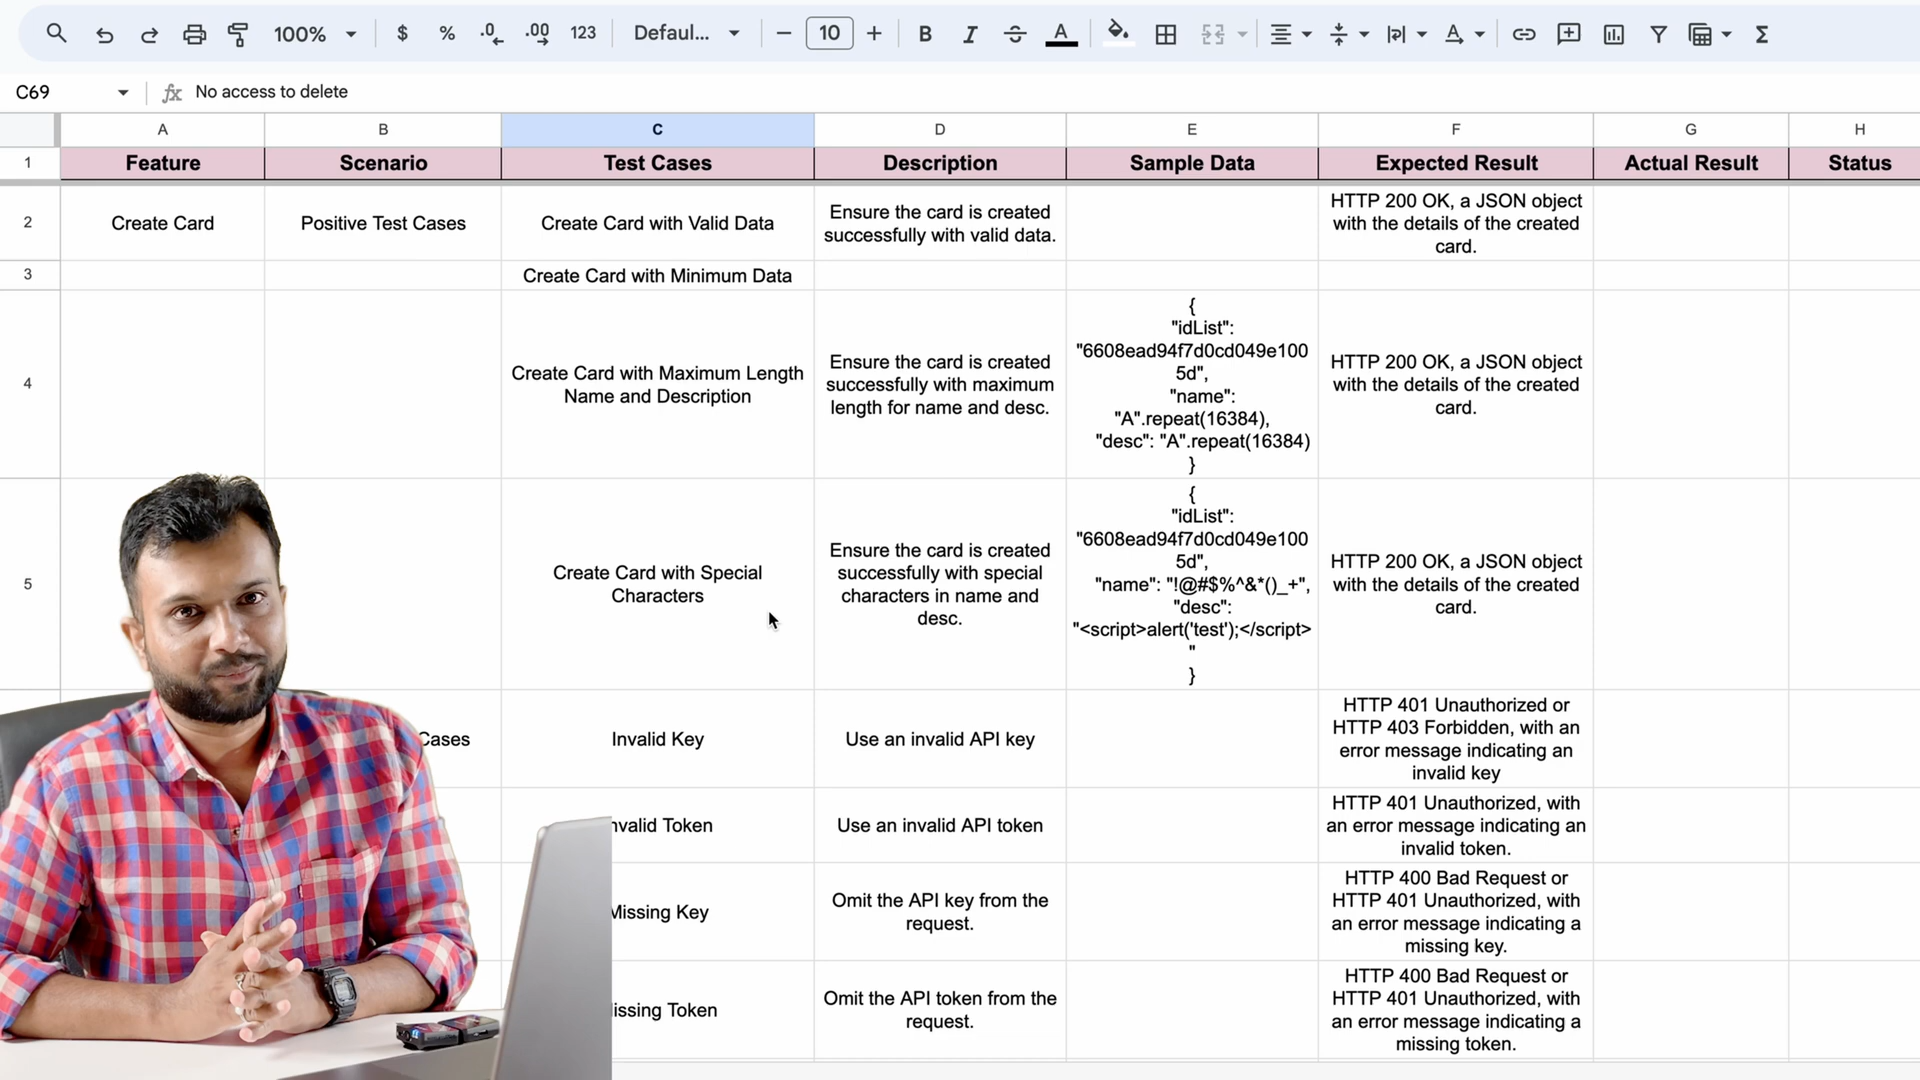 100%
$
%
.0
.00
123
Defaul...
10
B
I
A
A
Σ
C69
fx
No access to delete
A
B
C
D
E
F
G
H
1
Feature
Scenario
Test Cases
Description
Sample Data
Expected Result
Actual Result
Status
2
Create Card
Positive Test Cases
Create Card with Valid Data
Ensure the card is created
successfully with valid data.
HTTP 200 OK, a JSON object
with the details of the created
card.
3
Create Card with Minimum Data
4
Create Card with Maximum Length
Name and Description
Ensure the card is created
successfully with maximum
length for name and desc.
{
"idList":
"6608ead94f7d0cd049e100
5d",
"name":
"A".repeat(16384),
"desc": "A".repeat(16384)
}
HTTP 200 OK, a JSON object
with the details of the created
card.
5
Create Card with Special
Characters
Ensure the card is created
successfully with special
characters in name and
desc.
{
"idList":
"6608ead94f7d0cd049e100
5d",
"name": "!@#$%^&*()_+",
"desc":
"<script>alert('test');</script>
"
}
HTTP 200 OK, a JSON object
with the details of the created
card.
Cases
Invalid Key
Use an invalid API key
HTTP 401 Unauthorized or
HTTP 403 Forbidden, with an
error message indicating an
invalid key
nvalid Token
Use an invalid API token
HTTP 401 Unauthorized, with
an error message indicating an
invalid token.
Missing Key
Omit the API key from the
request.
HTTP 400 Bad Request or
HTTP 401 Unauthorized, with
an error message indicating a
missing key.
issing Token
Omit the API token from the
request.
HTTP 400 Bad Request or
HTTP 401 Unauthorized, with
an error message indicating a
missing token.